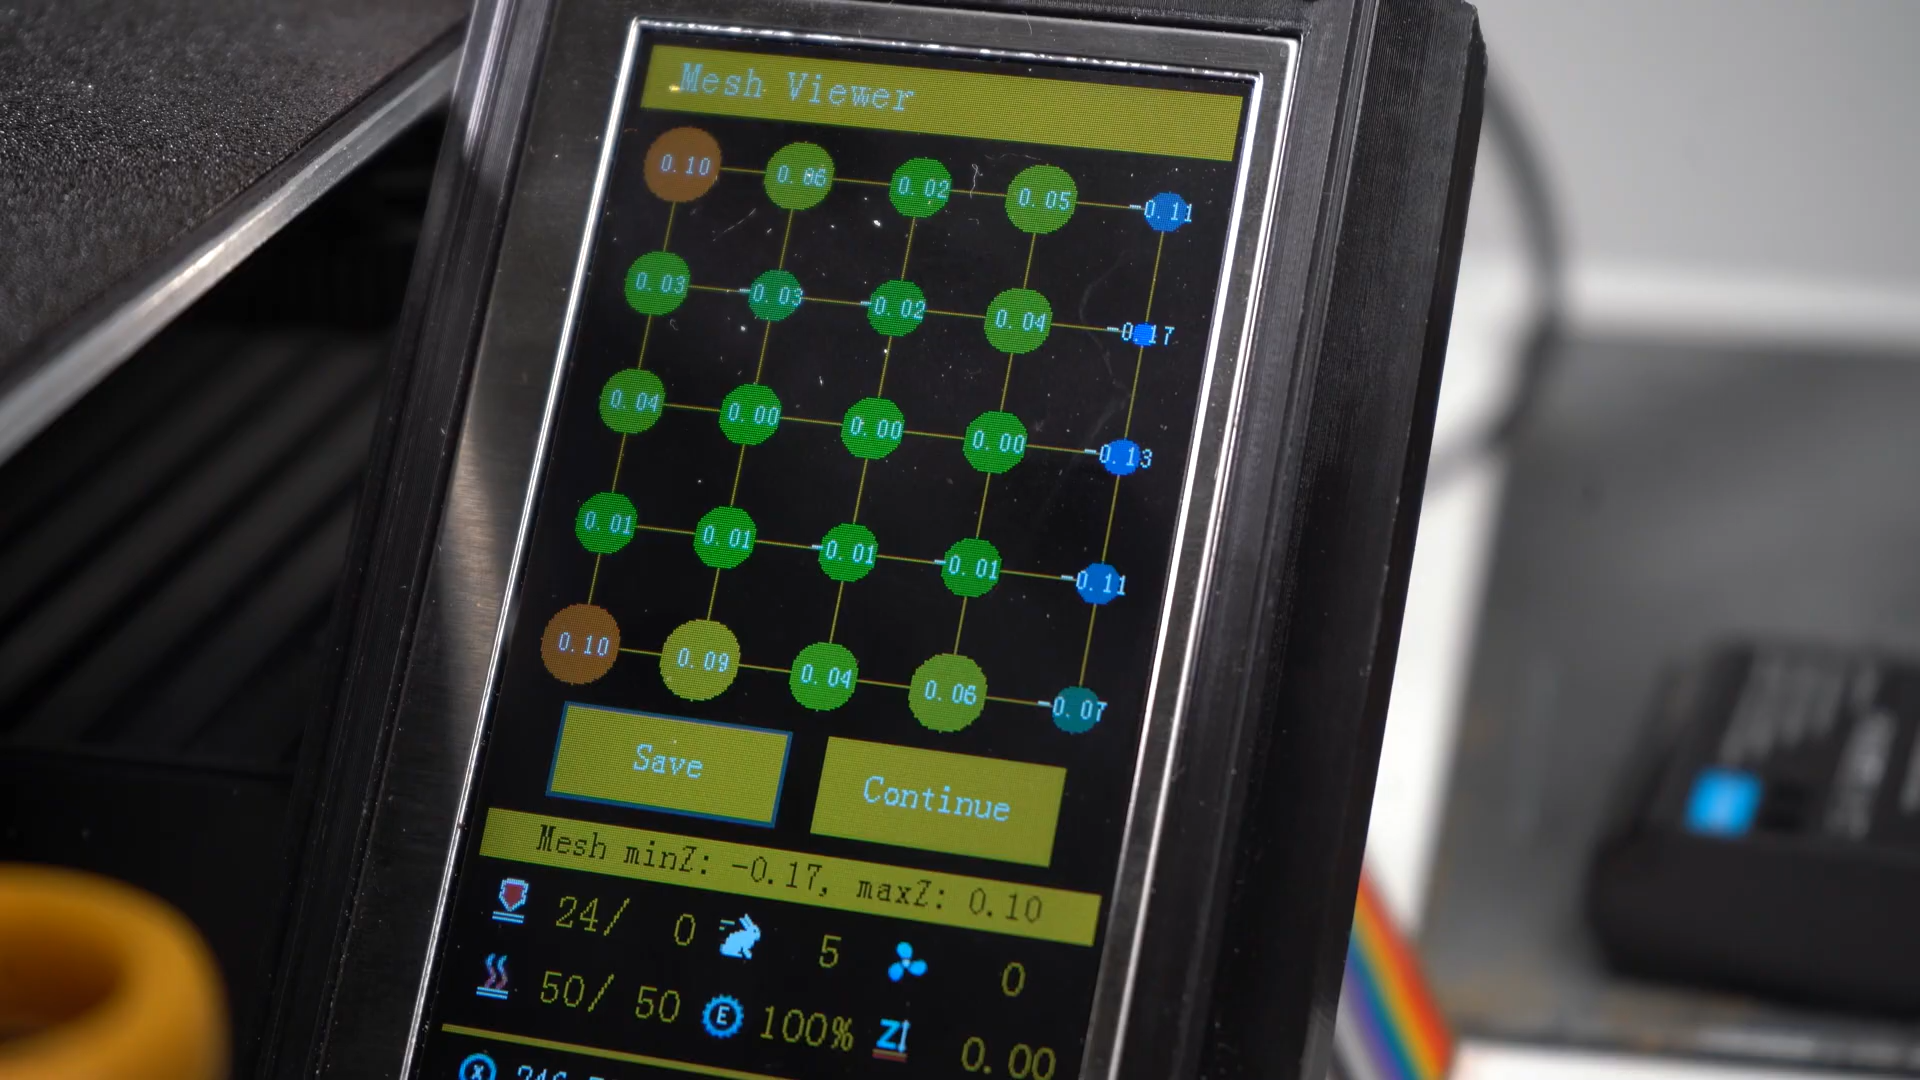 Mesh Viewer
0.10 0.06 0.02 0.05 -0.11
0.03 -0.03 -0.02 0.04 -0.17
0.04 0.00 0.00 0.00 -0.13
0.01 0.01 -0.01 -0.01 -0.11
0.10 0.09 0.04 0.06 -0.07
Save Continue
Mesh minZ: -0.17, maxZ: 0.10
24/ 0 5 0
50/ 50 E 100% Z 0.00
X